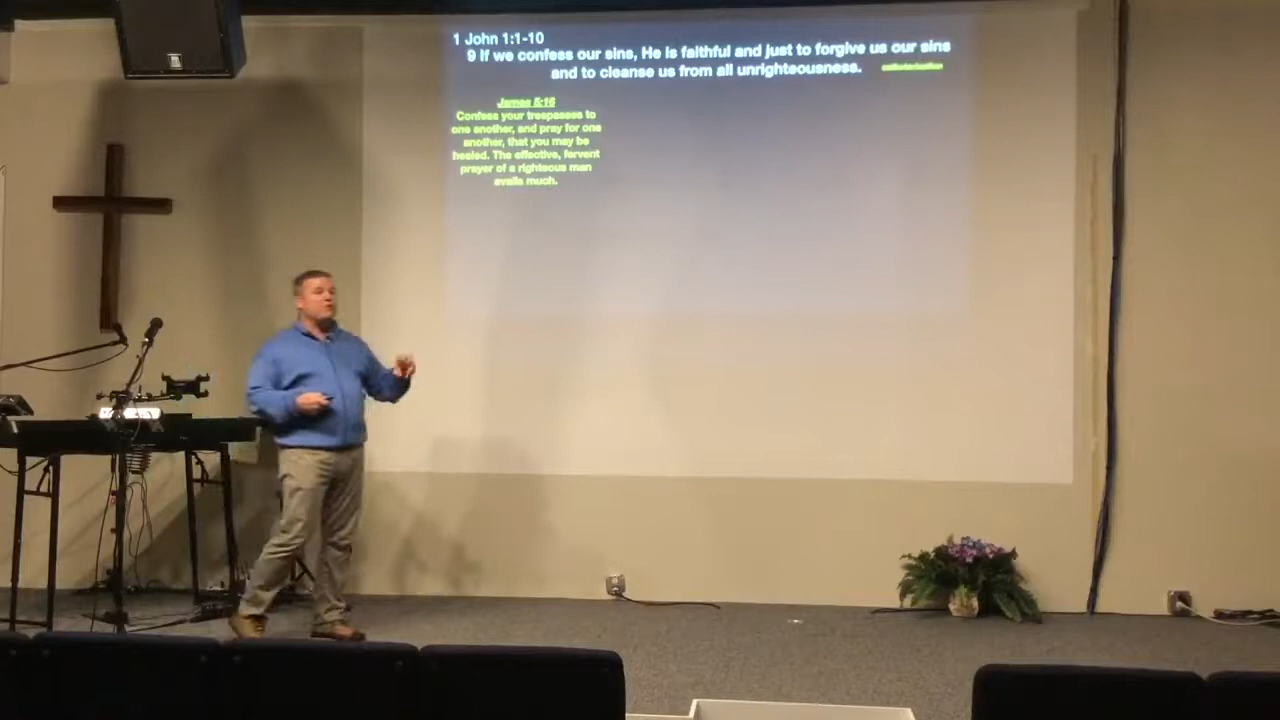 1 John 1:1-10
9 If we confess our sins, He is faithful and just to forgive us our sins
and to cleanse us from all unrighteousness.
James 5:16
Confess your trespasses to
one another, and pray for one
another, that you may be
healed. The effective, fervent
prayer of a righteous man
avails much.